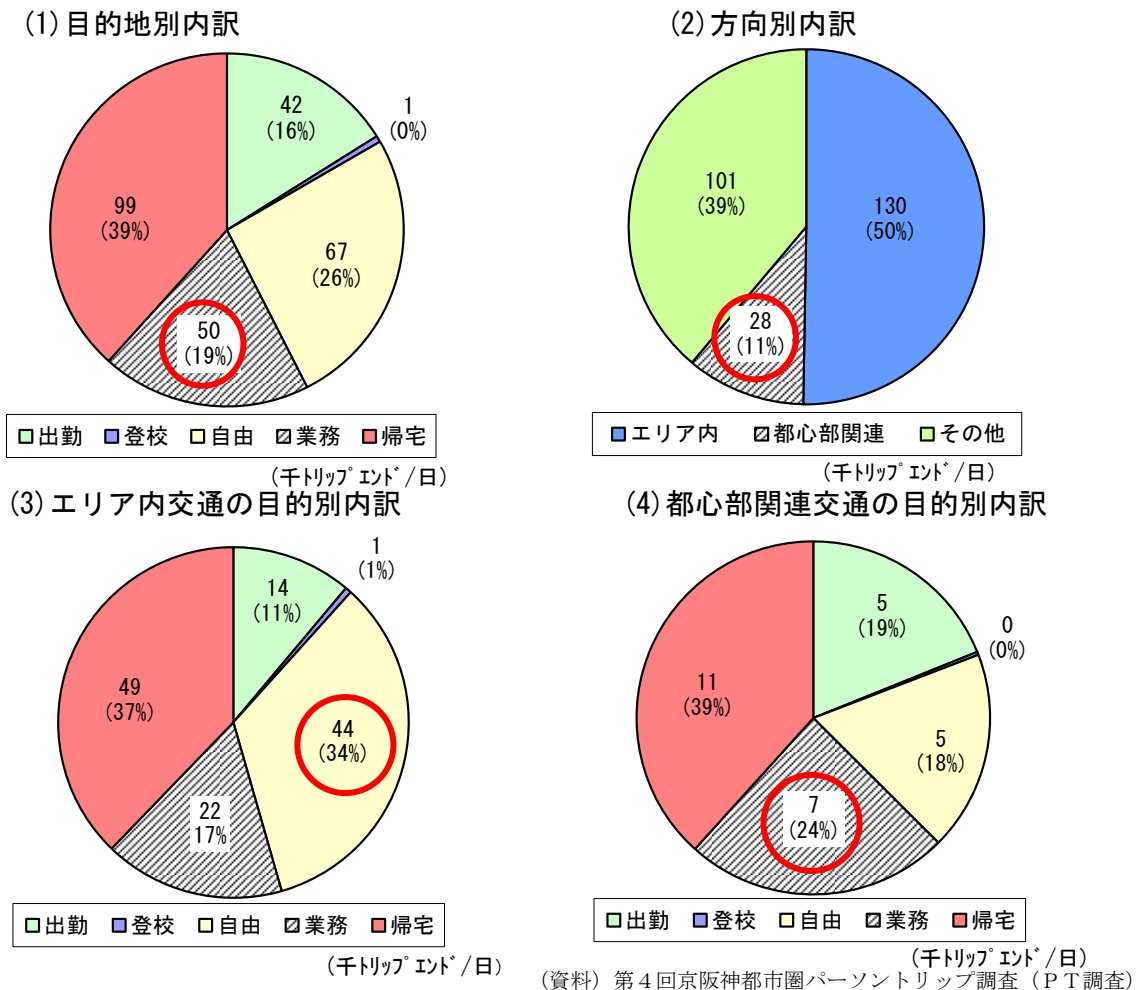 (1)目的地別内訳
42
(16%)
1
(0%)
67
(26%)
50
(19%)
99
(39%)
出勤 登校 自由 業務 帰宅
(千トリップエンド/日)
(2)方向別内訳
130
(50%)
28
(11%)
101
(39%)
エリア内 都心部関連 その他
(千トリップエンド/日)
(3)エリア内交通の目的別内訳
14
(11%)
1
(1%)
44
(34%)
22
17%
49
(37%)
出勤 登校 自由 業務 帰宅
(千トリップエンド/日)
(4)都心部関連交通の目的別内訳
5
(19%)
0
(0%)
5
(18%)
7
(24%)
11
(39%)
出勤 登校 自由 業務 帰宅
(千トリップエンド/日)
(資料)第4回京阪神都市圏パーソントリップ調査(PT調査)